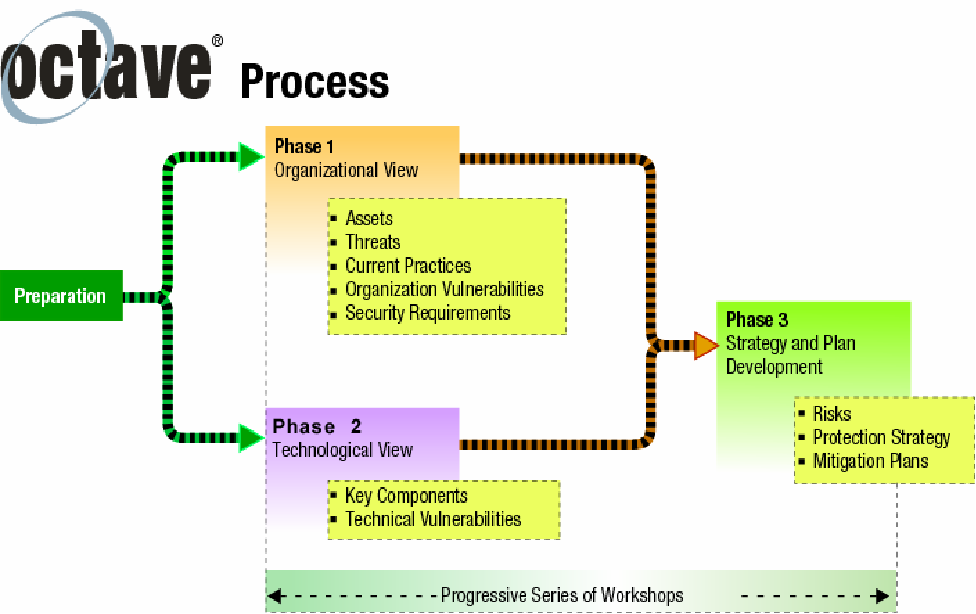 octave® Process
Phase 1
Organizational View
▪ Assets
▪ Threats
▪ Current Practices
▪ Organization Vulnerabilities
▪ Security Requirements
Preparation
Phase 3
Strategy and Plan
Development
▪ Risks
▪ Protection Strategy
▪ Mitigation Plans
Phase 2
Technological View
▪ Key Components
▪ Technical Vulnerabilities
Progressive Series of Workshops